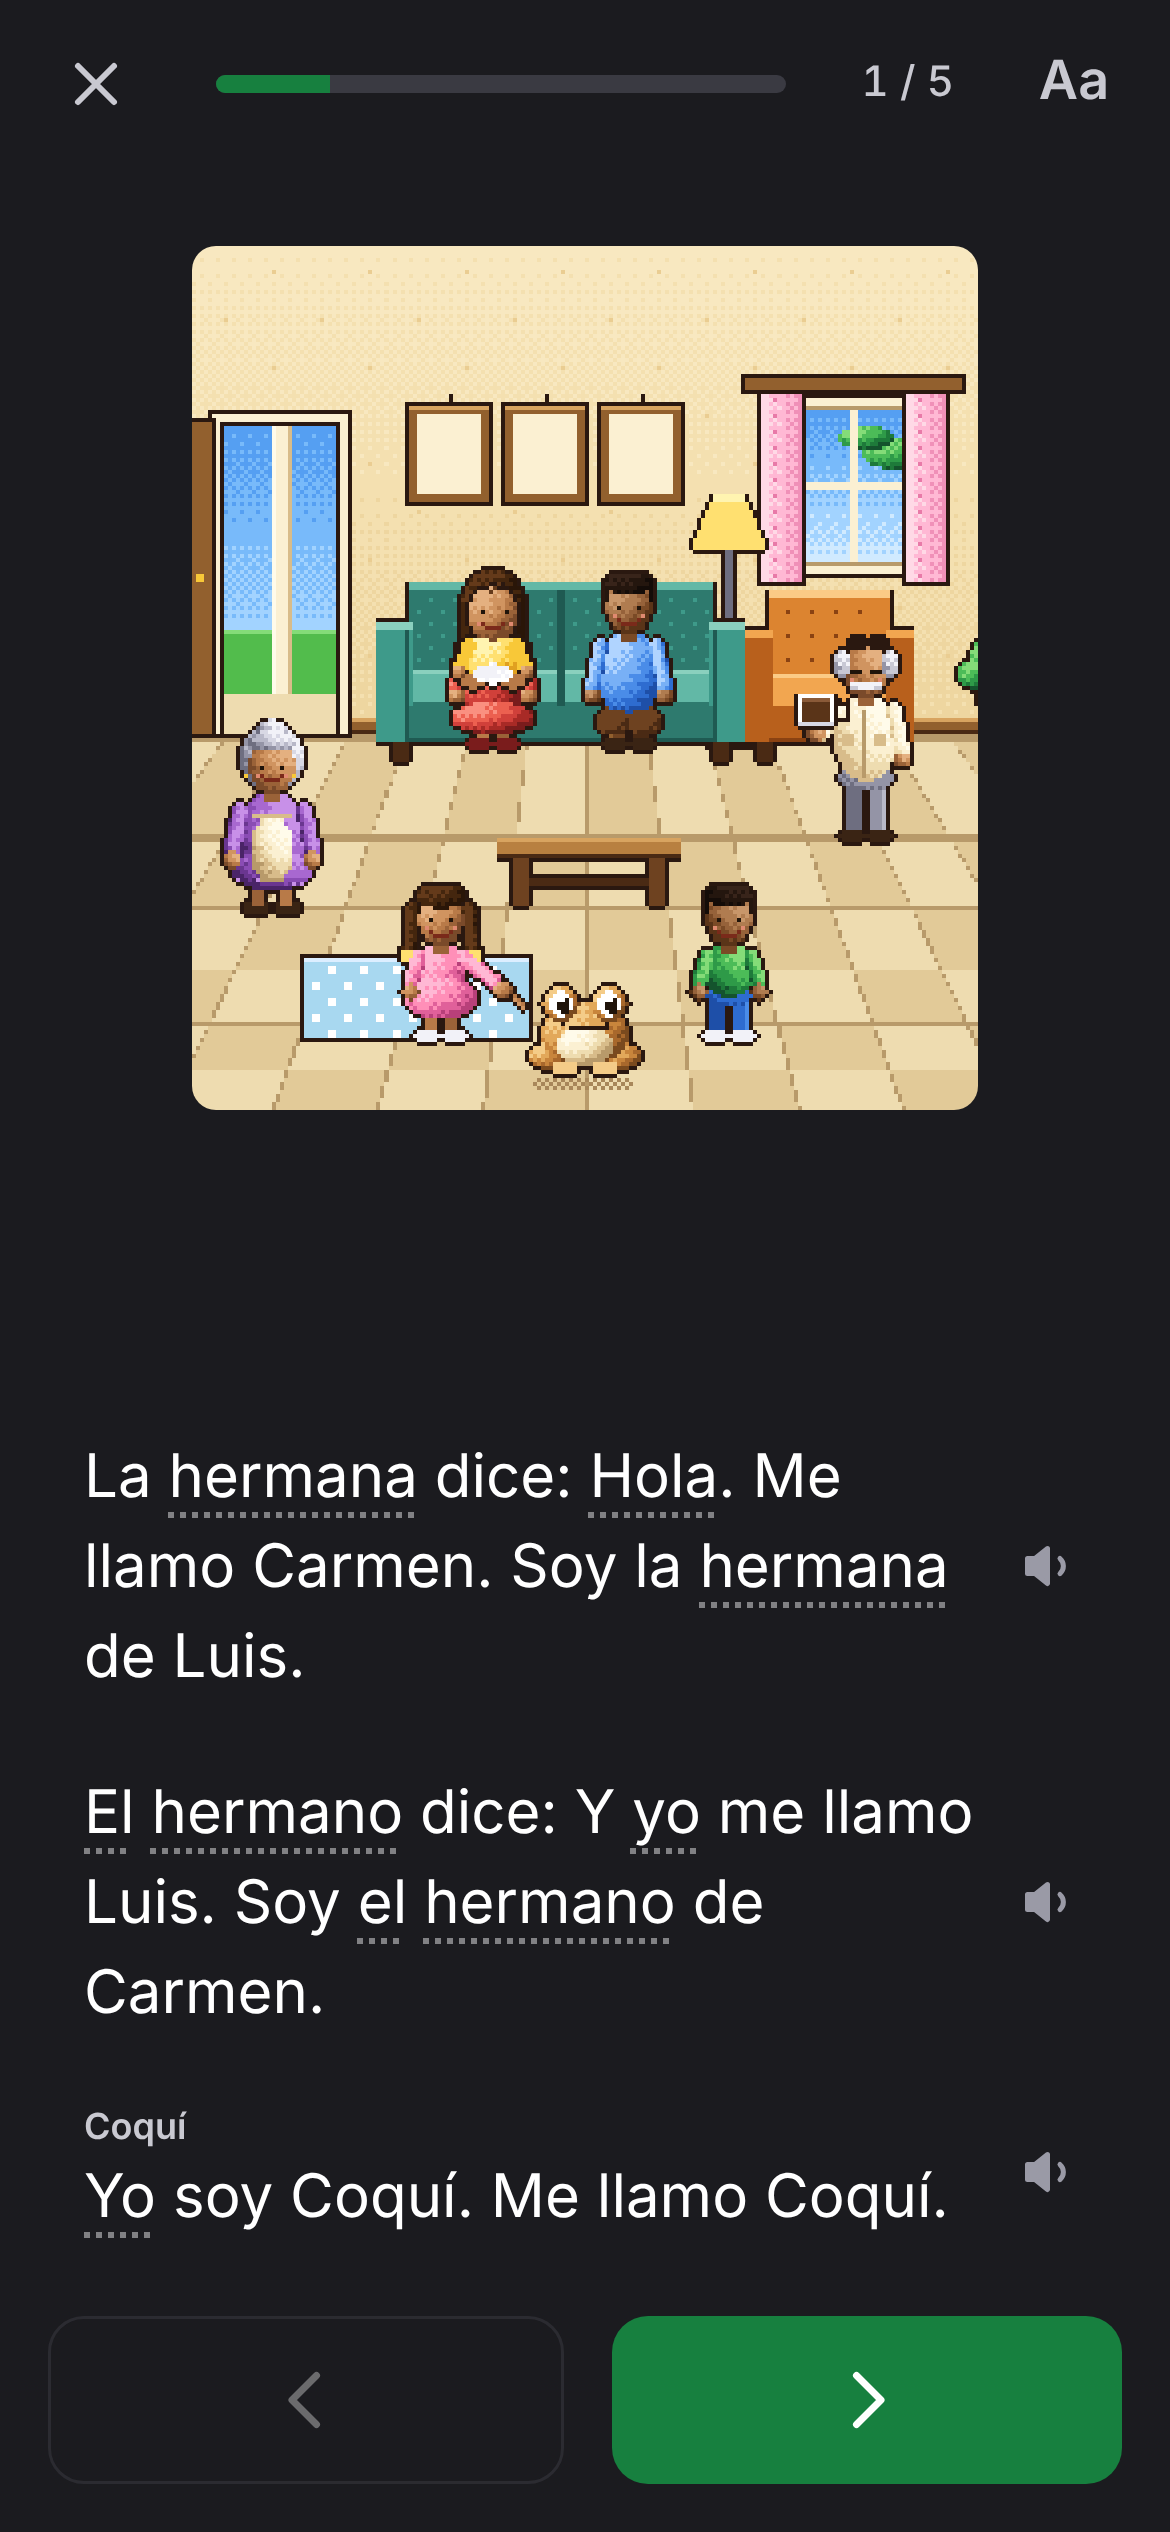 1 / 5
Aa
La hermana dice: Hola. Me
llamo Carmen. Soy la hermana
de Luis.
El hermano dice: Y yo me llamo
Luis. Soy el hermano de
Carmen.
Coquí
Yo soy Coquí. Me llamo Coquí.